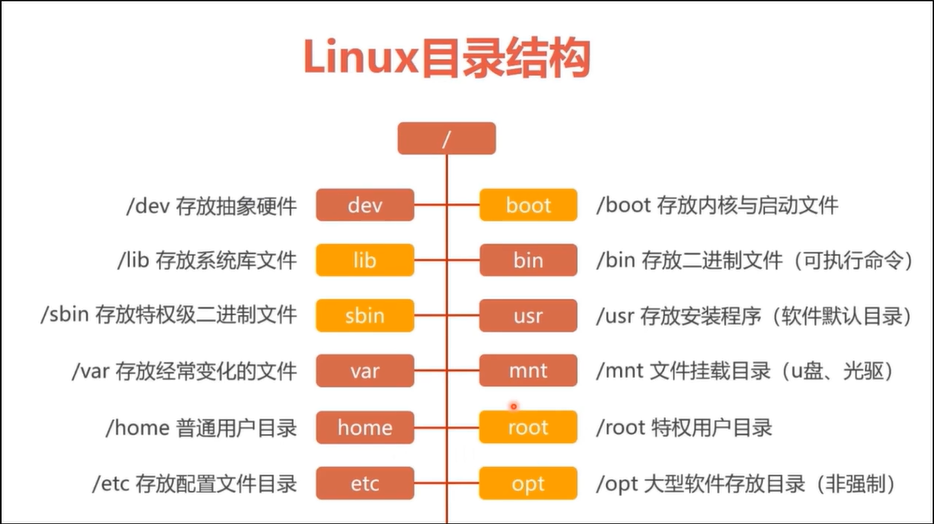 Linux目录结构
/
/dev 存放抽象硬件 dev boot /boot 存放内核与启动文件
/lib 存放系统库文件 lib bin /bin 存放二进制文件（可执行命令）
/sbin 存放特权级二进制文件 sbin usr /usr 存放安装程序（软件默认目录）
/var 存放经常变化的文件 var mnt /mnt 文件挂载目录（u盘、光驱）
/home 普通用户目录 home root /root 特权用户目录
/etc 存放配置文件目录 etc opt /opt 大型软件存放目录（非强制）